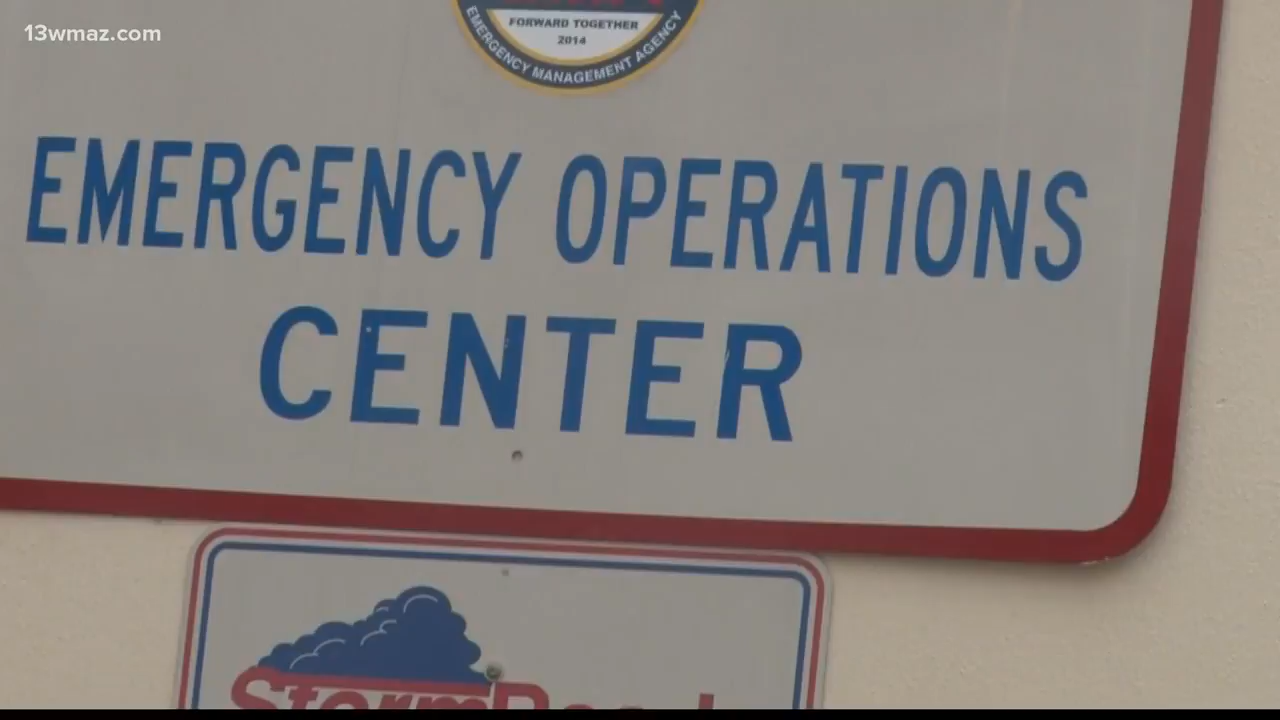 13wmaz.com
FORWARD TOGETHER
2014
EMERGENCY MANAGEMENT AGENCY
EMERGENCY OPERATIONS
CENTER